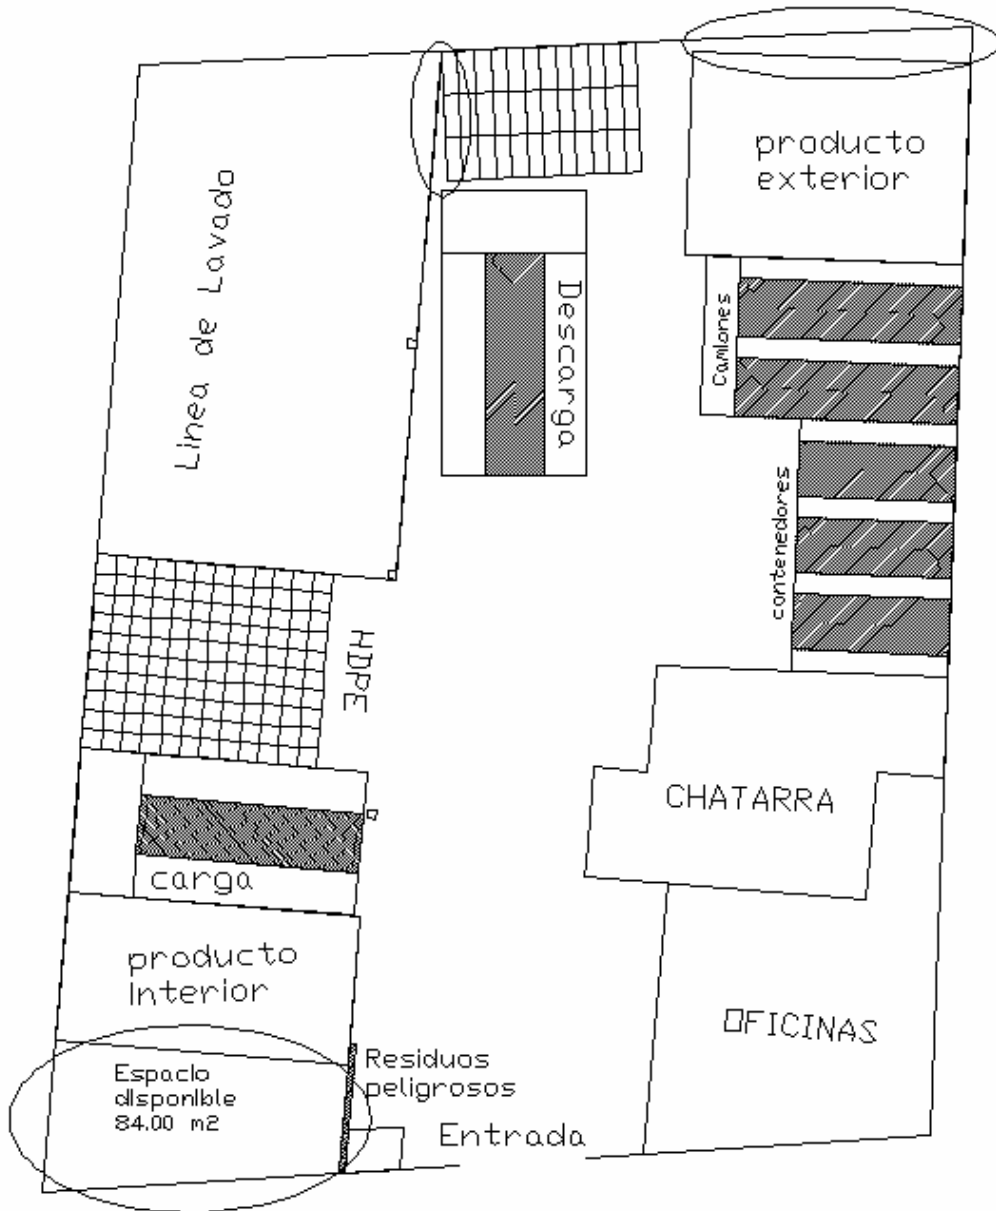 producto
exterior
Linea de Lavado
Descarga
Camiones
contenedores
HDPE
CHATARRA
carga
producto
Interior
OFICINAS
Espacio
disponible
84.00 m2
Residuos
peligrosos
Entrada